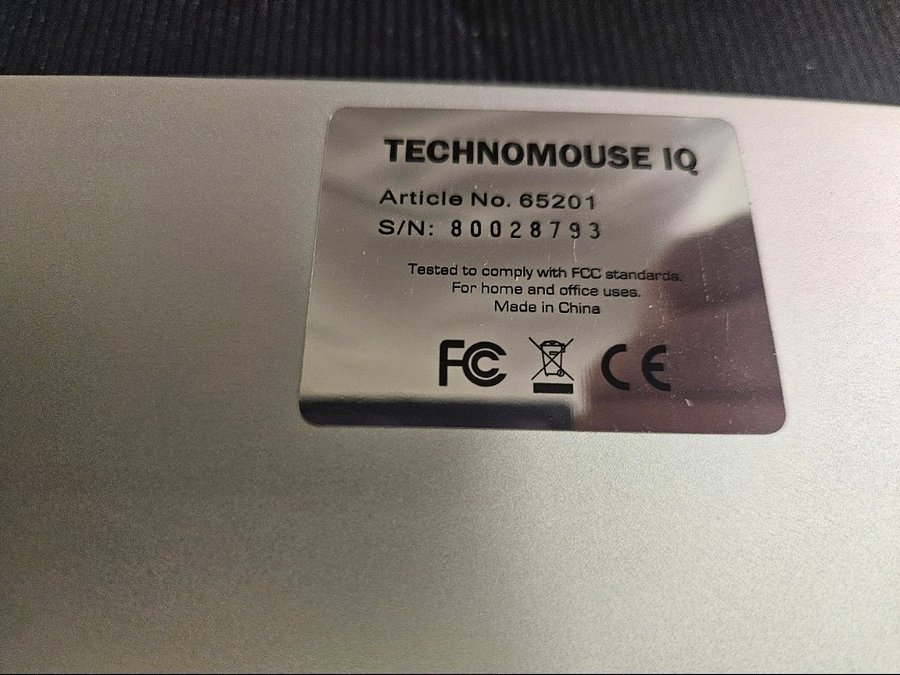 TECHNOMOUSE IQ
Article No. 65201
S/N: 80028793
Tested to comply with FCC standards.
For home and office uses.
Made in China
FC CE